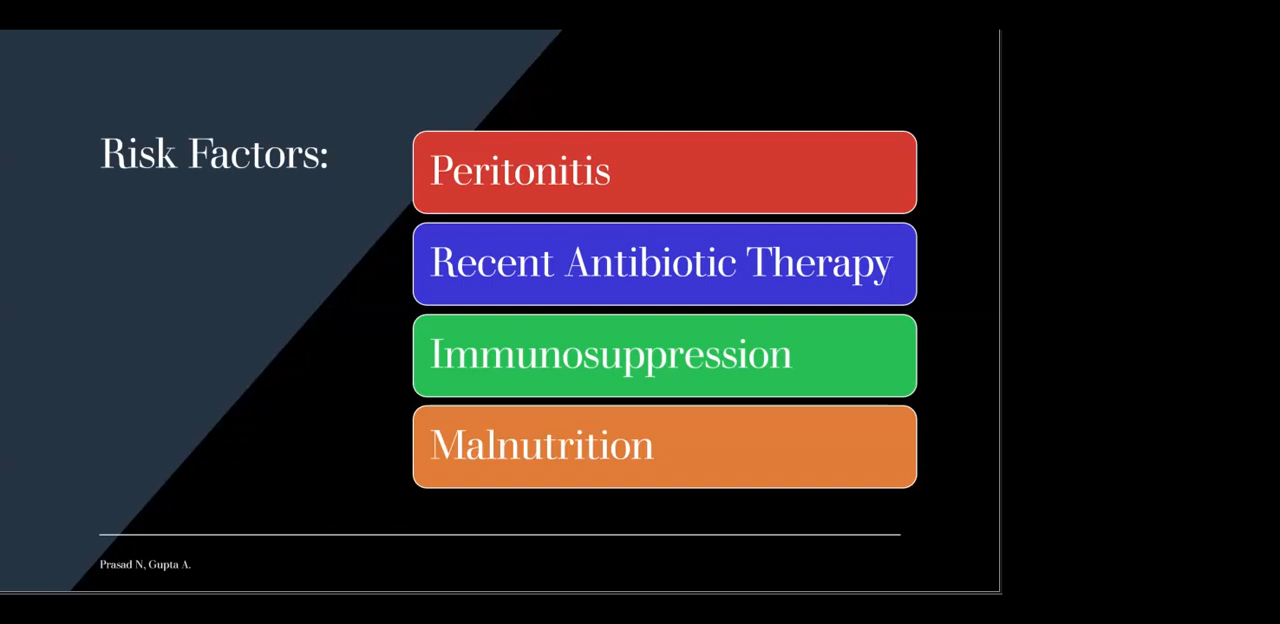 Risk Factors:
Peritonitis
Recent Antibiotic Therapy
Immunosuppression
Malnutrition
Prasad N, Gupta A.